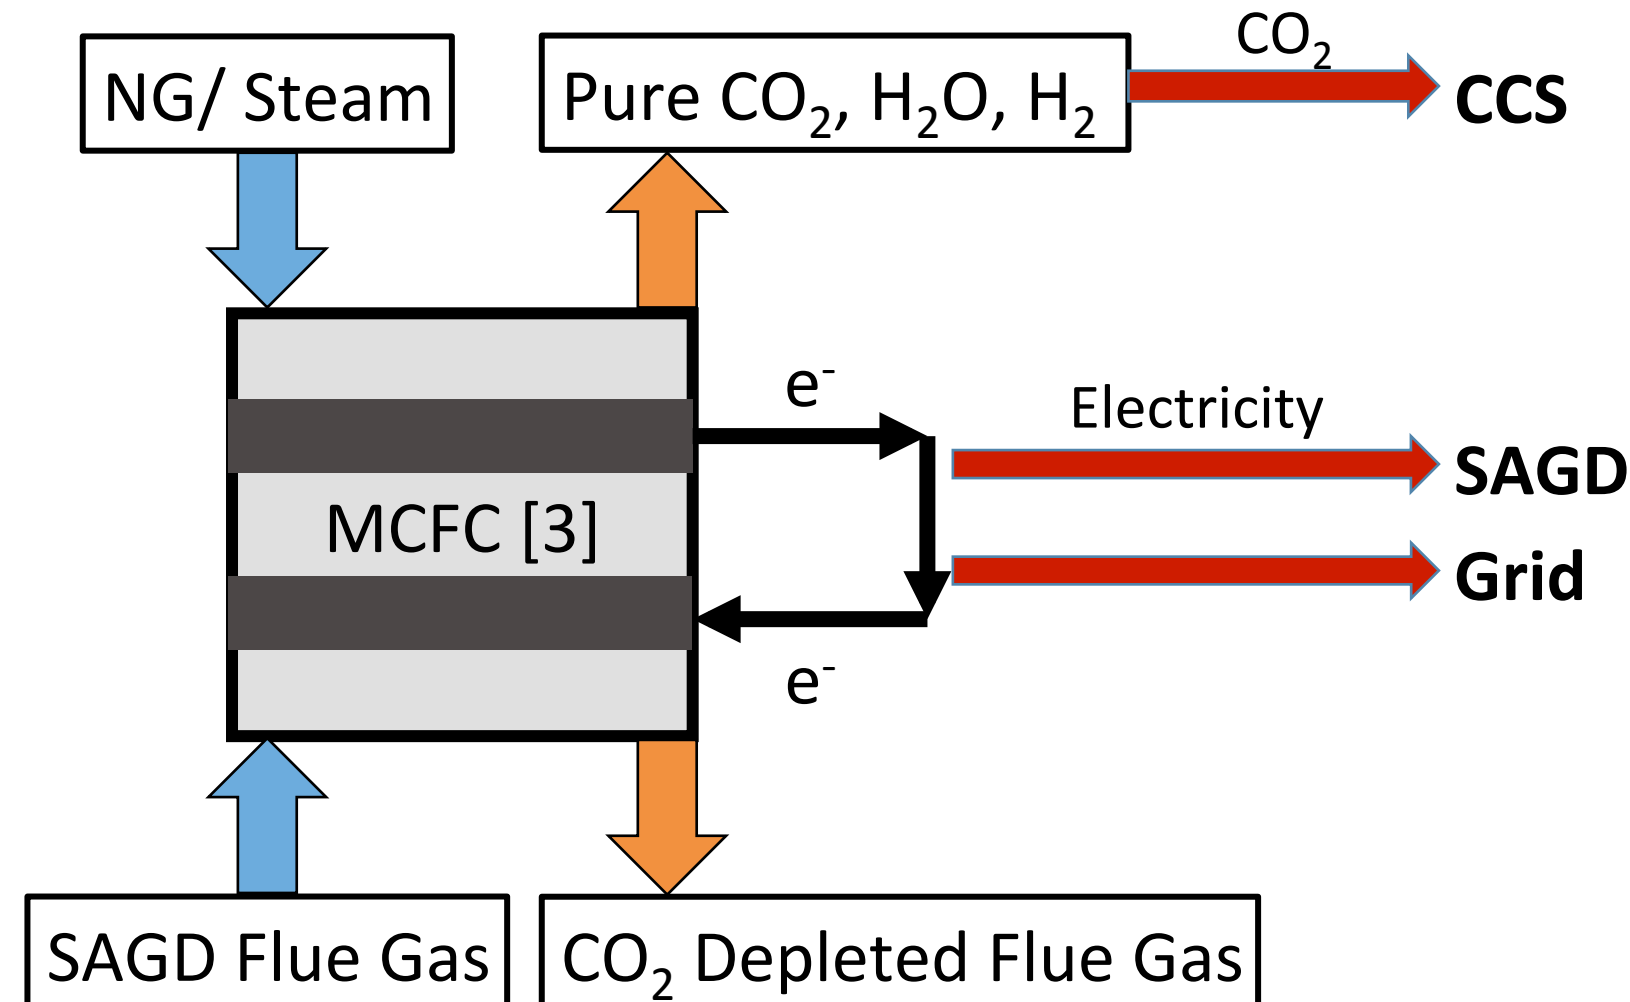 CO₂
NG/ Steam
Pure CO₂, H₂O, H₂
CCS
e⁻
Electricity
SAGD
MCFC [3]
Grid
e⁻
SAGD Flue Gas
CO₂ Depleted Flue Gas